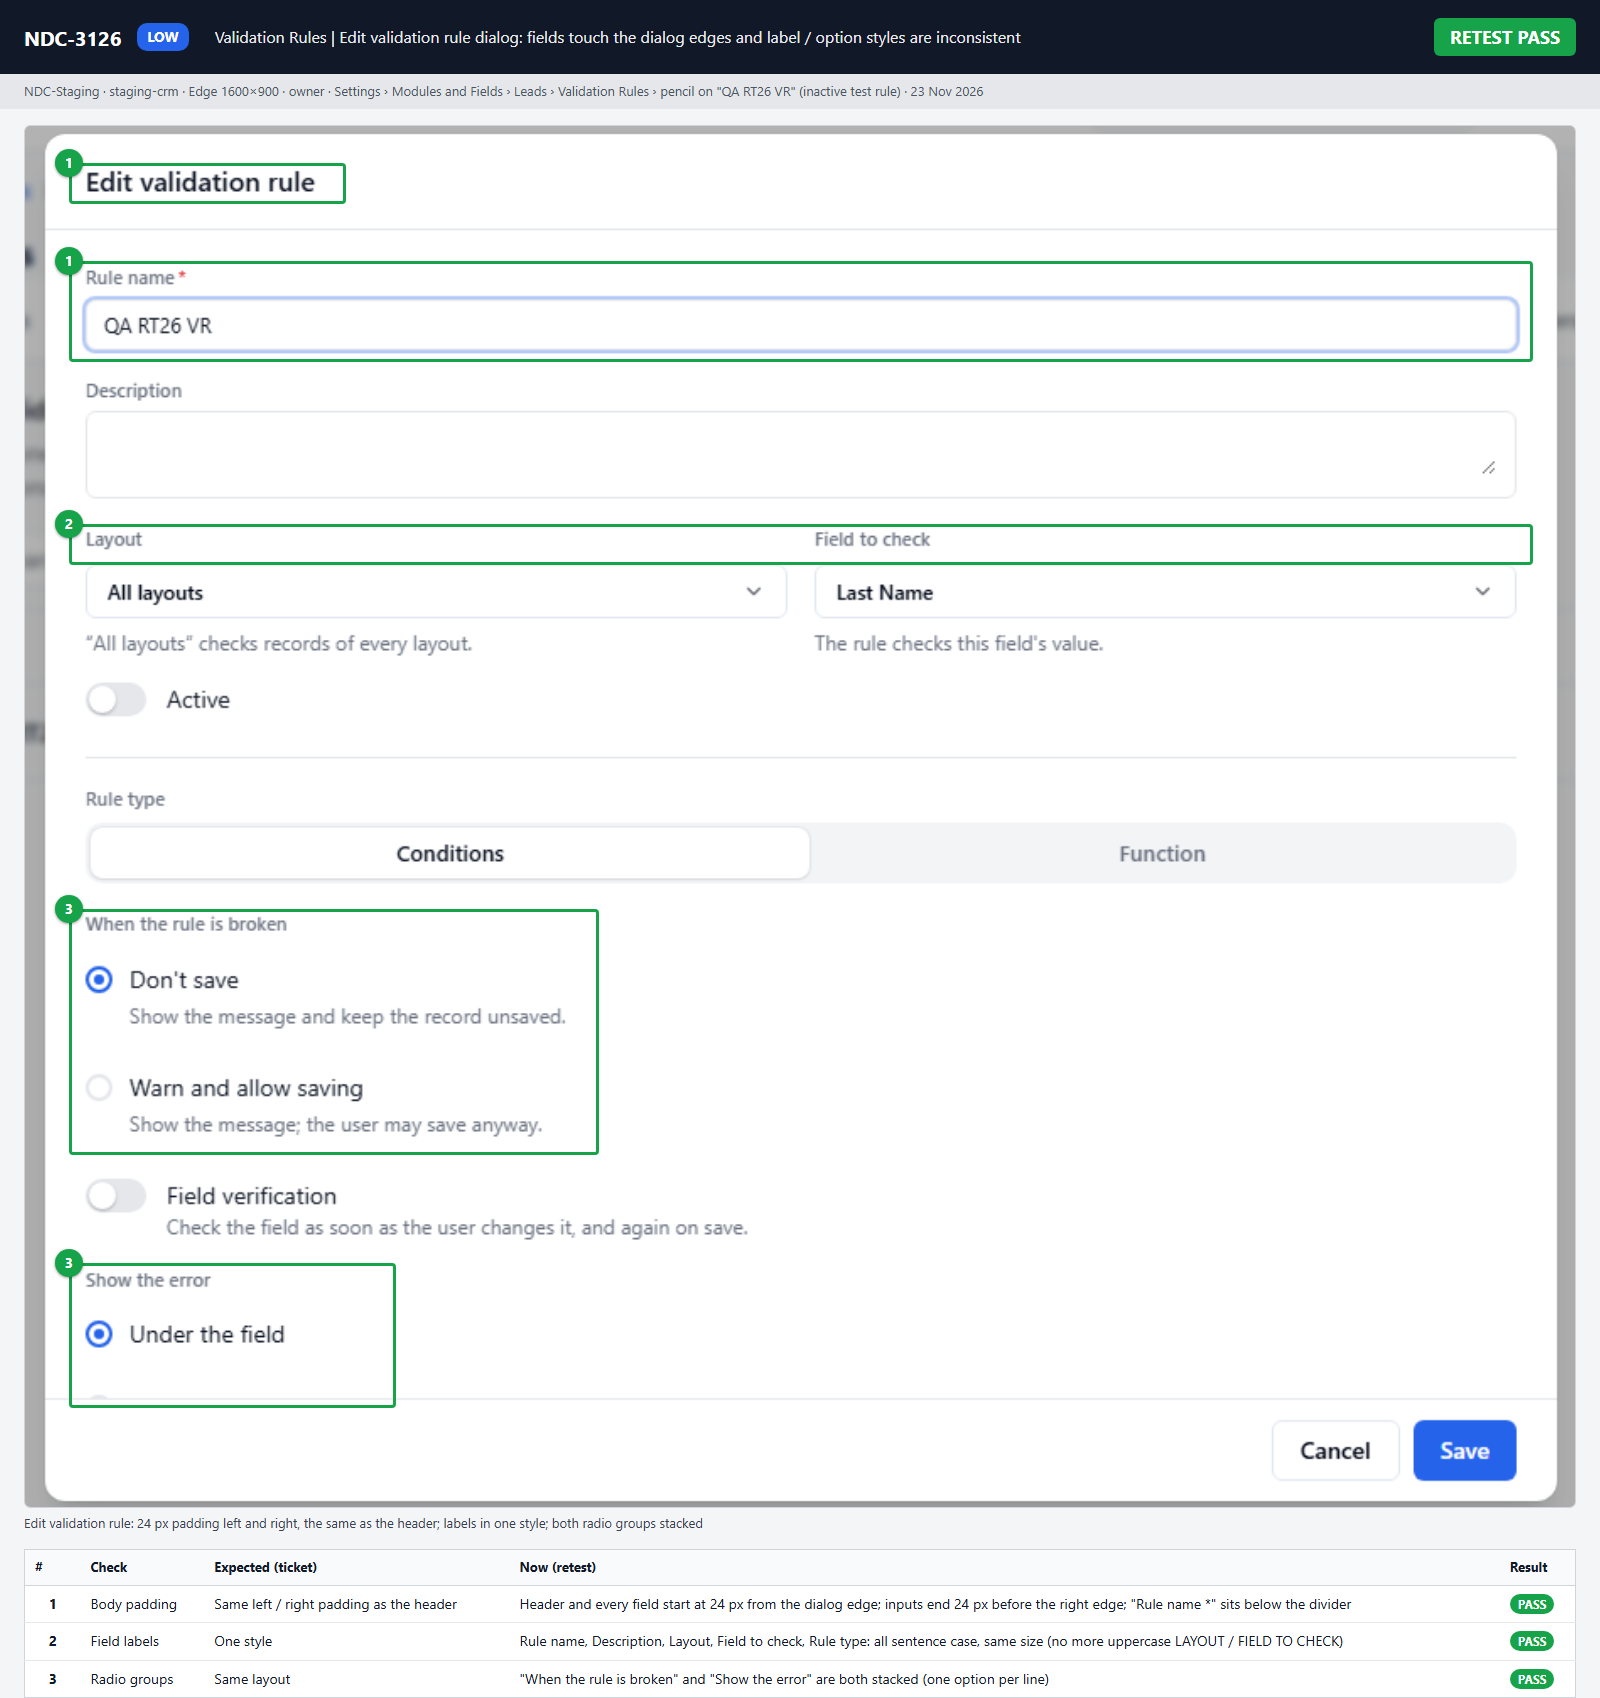 NDC-3126 LOW Validation Rules | Edit validation rule dialog: fields touch the dialog edges and label / option styles are inconsistent RETEST PASS
NDC-Staging · staging-crm · Edge 1600×900 · owner · Settings › Modules and Fields › Leads › Validation Rules › pencil on "QA RT26 VR" (inactive test rule) · 23 Nov 2026
1
Edit validation rule
1
Rule name *
QA RT26 VR
Description
2
Layout Field to check
All layouts Last Name
“All layouts” checks records of every layout. The rule checks this field's value.
Active
Rule type
Conditions Function
3
When the rule is broken
Don't save
Show the message and keep the record unsaved.
Warn and allow saving
Show the message; the user may save anyway.
Field verification
Check the field as soon as the user changes it, and again on save.
3
Show the error
Under the field
Cancel Save
Edit validation rule: 24 px padding left and right, the same as the header; labels in one style; both radio groups stacked
# Check Expected (ticket) Now (retest) Result
1 Body padding Same left / right padding as the header Header and every field start at 24 px from the dialog edge; inputs end 24 px before the right edge; "Rule name *" sits below the divider PASS
2 Field labels One style Rule name, Description, Layout, Field to check, Rule type: all sentence case, same size (no more uppercase LAYOUT / FIELD TO CHECK) PASS
3 Radio groups Same layout "When the rule is broken" and "Show the error" are both stacked (one option per line) PASS